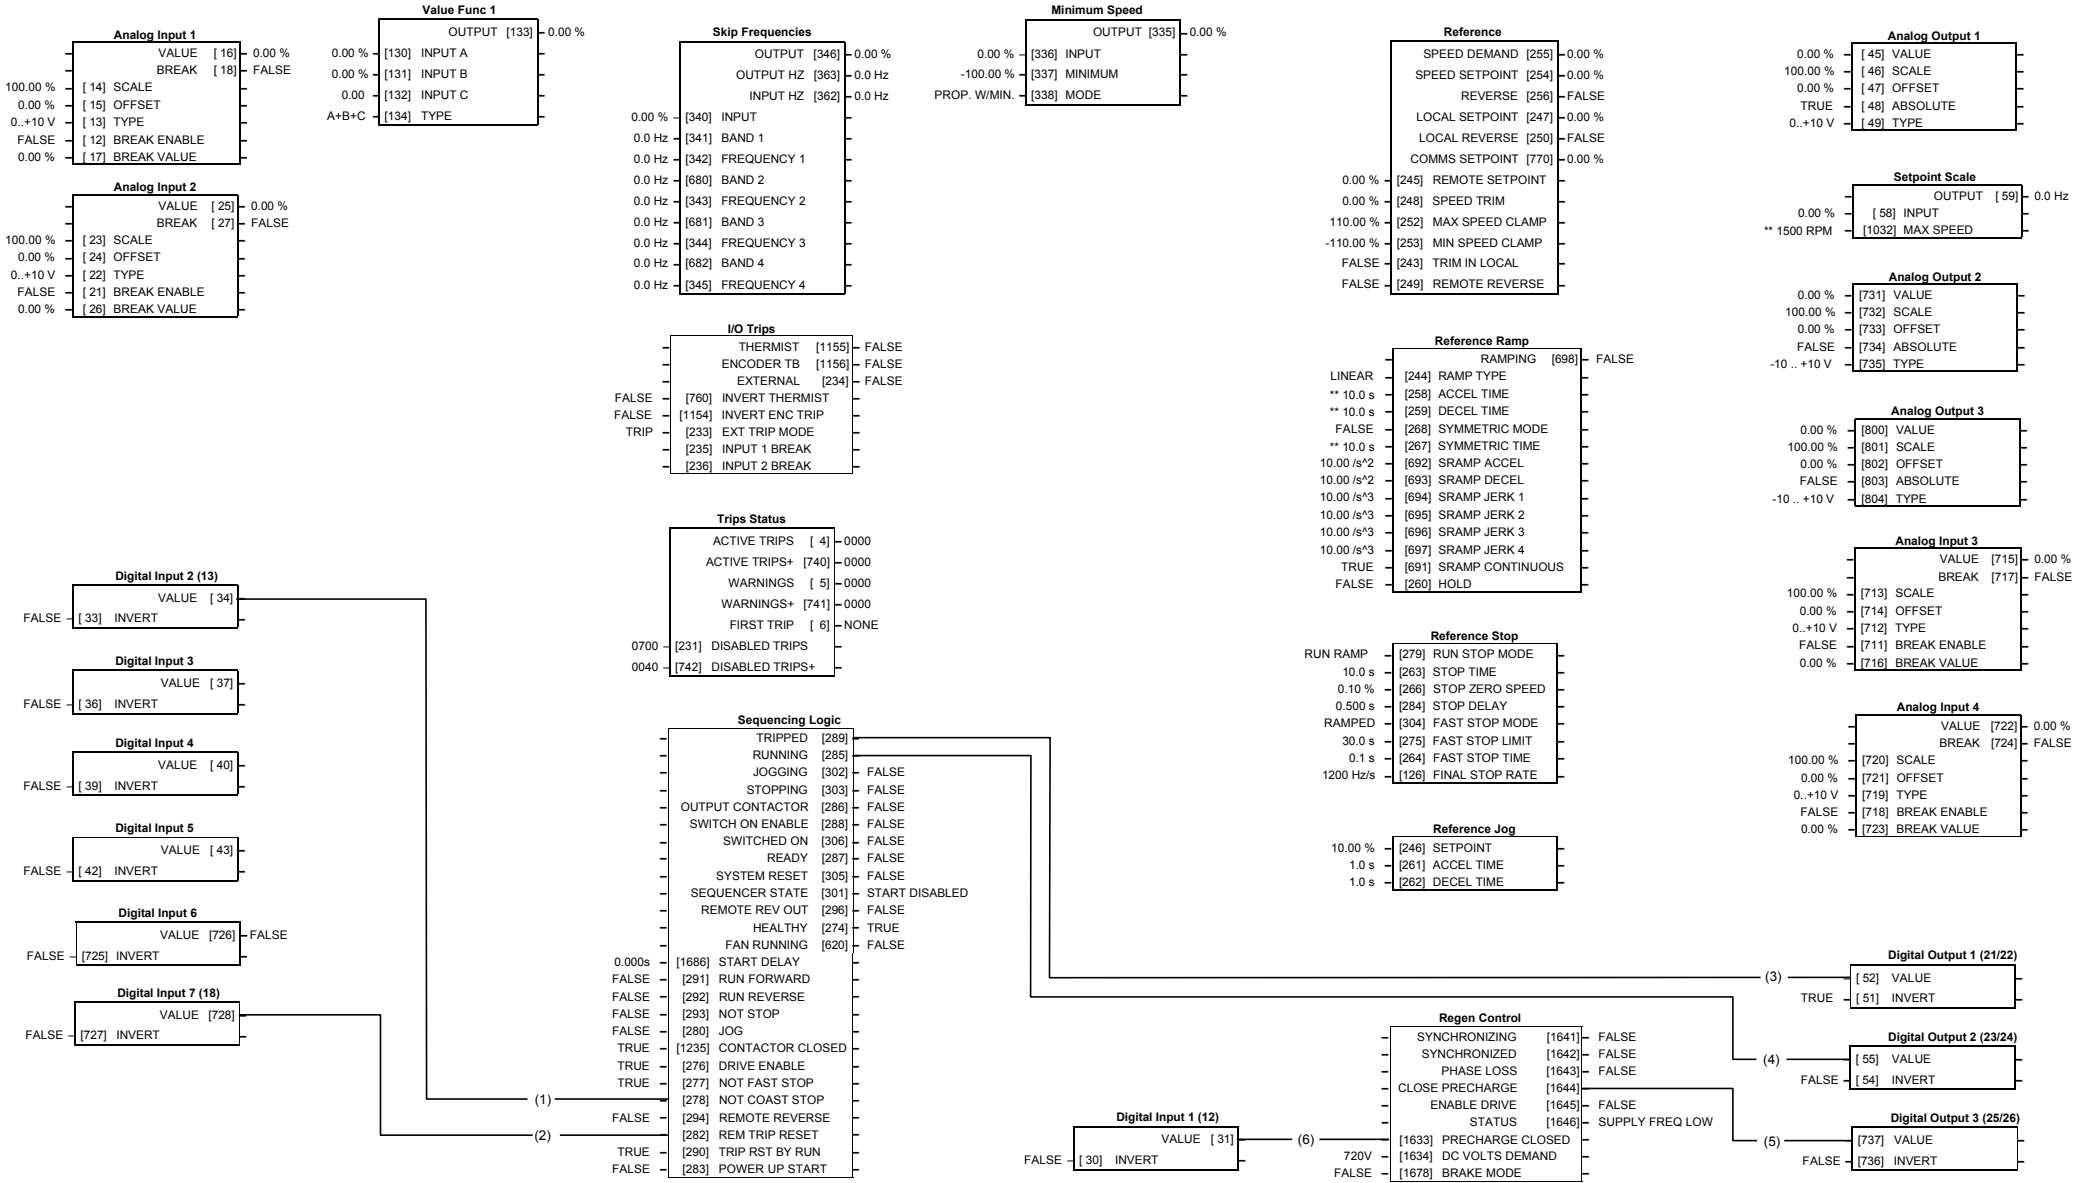 Analog Input 1
VALUE [ 16] 0.00 %
BREAK [ 18] FALSE
100.00 % [ 14] SCALE
0.00 % [ 15] OFFSET
0..+10 V [ 13] TYPE
FALSE [ 12] BREAK ENABLE
0.00 % [ 17] BREAK VALUE
Analog Input 2
VALUE [ 25] 0.00 %
BREAK [ 27] FALSE
100.00 % [ 23] SCALE
0.00 % [ 24] OFFSET
0..+10 V [ 22] TYPE
FALSE [ 21] BREAK ENABLE
0.00 % [ 26] BREAK VALUE
Digital Input 2 (13)
VALUE [ 34]
FALSE [ 33] INVERT
Digital Input 3
VALUE [ 37]
FALSE [ 36] INVERT
Digital Input 4
VALUE [ 40]
FALSE [ 39] INVERT
Digital Input 5
VALUE [ 43]
FALSE [ 42] INVERT
Digital Input 6
VALUE [726] FALSE
FALSE [725] INVERT
Digital Input 7 (18)
VALUE [728]
FALSE [727] INVERT
Value Func 1
OUTPUT [133] 0.00 %
0.00 % [130] INPUT A
0.00 % [131] INPUT B
0.00 [132] INPUT C
A+B+C [134] TYPE
(1)
(2)
Skip Frequencies
OUTPUT [346] 0.00 %
OUTPUT HZ [363] 0.0 Hz
INPUT HZ [362] 0.0 Hz
0.00 % [340] INPUT
0.0 Hz [341] BAND 1
0.0 Hz [342] FREQUENCY 1
0.0 Hz [680] BAND 2
0.0 Hz [343] FREQUENCY 2
0.0 Hz [681] BAND 3
0.0 Hz [344] FREQUENCY 3
0.0 Hz [682] BAND 4
0.0 Hz [345] FREQUENCY 4
I/O Trips
THERMIST [1155] FALSE
ENCODER TB [1156] FALSE
EXTERNAL [234] FALSE
FALSE [760] INVERT THERMIST
FALSE [1154] INVERT ENC TRIP
TRIP [233] EXT TRIP MODE
[235] INPUT 1 BREAK
[236] INPUT 2 BREAK
Trips Status
ACTIVE TRIPS [ 4] 0000
ACTIVE TRIPS+ [740] 0000
WARNINGS [ 5] 0000
WARNINGS+ [741] 0000
FIRST TRIP [ 6] NONE
0700 [231] DISABLED TRIPS
0040 [742] DISABLED TRIPS+
Sequencing Logic
TRIPPED [289]
RUNNING [285]
JOGGING [302] FALSE
STOPPING [303] FALSE
OUTPUT CONTACTOR [286] FALSE
SWITCH ON ENABLE [288] FALSE
SWITCHED ON [306] FALSE
READY [287] FALSE
SYSTEM RESET [305] FALSE
SEQUENCER STATE [301] START DISABLED
REMOTE REV OUT [296] FALSE
HEALTHY [274] TRUE
FAN RUNNING [620] FALSE
0.000s [1686] START DELAY
FALSE [291] RUN FORWARD
FALSE [292] RUN REVERSE
FALSE [293] NOT STOP
FALSE [280] JOG
TRUE [1235] CONTACTOR CLOSED
TRUE [276] DRIVE ENABLE
TRUE [277] NOT FAST STOP
[278] NOT COAST STOP
FALSE [294] REMOTE REVERSE
[282] REM TRIP RESET
TRUE [290] TRIP RST BY RUN
FALSE [283] POWER UP START
Minimum Speed
OUTPUT [335] 0.00 %
0.00 % [336] INPUT
-100.00 % [337] MINIMUM
PROP. W/MIN. [338] MODE
Digital Input 1 (12)
VALUE [ 31]
FALSE [ 30] INVERT
(6)
Reference
SPEED DEMAND [255] 0.00 %
SPEED SETPOINT [254] 0.00 %
REVERSE [256] FALSE
LOCAL SETPOINT [247] 0.00 %
LOCAL REVERSE [250] FALSE
COMMS SETPOINT [770] 0.00 %
0.00 % [245] REMOTE SETPOINT
0.00 % [248] SPEED TRIM
110.00 % [252] MAX SPEED CLAMP
-110.00 % [253] MIN SPEED CLAMP
FALSE [243] TRIM IN LOCAL
FALSE [249] REMOTE REVERSE
Reference Ramp
RAMPING [698] FALSE
LINEAR [244] RAMP TYPE
** 10.0 s [258] ACCEL TIME
** 10.0 s [259] DECEL TIME
FALSE [268] SYMMETRIC MODE
** 10.0 s [267] SYMMETRIC TIME
10.00 /s^2 [692] SRAMP ACCEL
10.00 /s^2 [693] SRAMP DECEL
10.00 /s^3 [694] SRAMP JERK 1
10.00 /s^3 [695] SRAMP JERK 2
10.00 /s^3 [696] SRAMP JERK 3
10.00 /s^3 [697] SRAMP JERK 4
TRUE [691] SRAMP CONTINUOUS
FALSE [260] HOLD
Reference Stop
RUN RAMP [279] RUN STOP MODE
10.0 s [263] STOP TIME
0.10 % [266] STOP ZERO SPEED
0.500 s [284] STOP DELAY
RAMPED [304] FAST STOP MODE
30.0 s [275] FAST STOP LIMIT
0.1 s [264] FAST STOP TIME
1200 Hz/s [126] FINAL STOP RATE
Reference Jog
10.00 % [246] SETPOINT
1.0 s [261] ACCEL TIME
1.0 s [262] DECEL TIME
Regen Control
SYNCHRONIZING [1641] FALSE
SYNCHRONIZED [1642] FALSE
PHASE LOSS [1643] FALSE
CLOSE PRECHARGE [1644]
ENABLE DRIVE [1645] FALSE
STATUS [1646] SUPPLY FREQ LOW
[1633] PRECHARGE CLOSED
720V [1634] DC VOLTS DEMAND
FALSE [1678] BRAKE MODE
Analog Output 1
0.00 % [ 45] VALUE
100.00 % [ 46] SCALE
0.00 % [ 47] OFFSET
TRUE [ 48] ABSOLUTE
0..+10 V [ 49] TYPE
Setpoint Scale
OUTPUT [ 59] 0.0 Hz
0.00 % [ 58] INPUT
** 1500 RPM [1032] MAX SPEED
Analog Output 2
0.00 % [731] VALUE
100.00 % [732] SCALE
0.00 % [733] OFFSET
FALSE [734] ABSOLUTE
-10 .. +10 V [735] TYPE
Analog Output 3
0.00 % [800] VALUE
100.00 % [801] SCALE
0.00 % [802] OFFSET
FALSE [803] ABSOLUTE
-10 .. +10 V [804] TYPE
Analog Input 3
VALUE [715] 0.00 %
BREAK [717] FALSE
100.00 % [713] SCALE
0.00 % [714] OFFSET
0..+10 V [712] TYPE
FALSE [711] BREAK ENABLE
0.00 % [716] BREAK VALUE
Analog Input 4
VALUE [722] 0.00 %
BREAK [724] FALSE
100.00 % [720] SCALE
0.00 % [721] OFFSET
0..+10 V [719] TYPE
FALSE [718] BREAK ENABLE
0.00 % [723] BREAK VALUE
Digital Output 1 (21/22)
(3) [ 52] VALUE
TRUE [ 51] INVERT
Digital Output 2 (23/24)
(4) [ 55] VALUE
FALSE [ 54] INVERT
Digital Output 3 (25/26)
(5) [737] VALUE
FALSE [736] INVERT